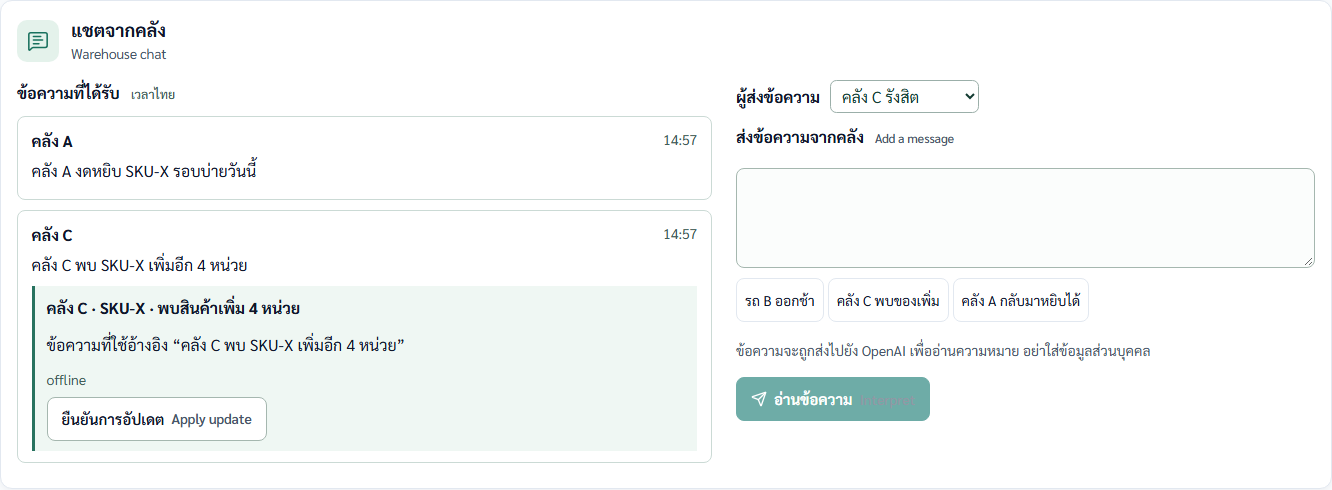 แชตจากคลัง
Warehouse chat
ข้อความที่ได้รับ เวลาไทย
คลัง A 14:57
คลัง A งดหยิบ SKU-X รอบบ่ายวันนี้
คลัง C 14:57
คลัง C พบ SKU-X เพิ่มอีก 4 หน่วย
คลัง C · SKU-X · พบสินค้าเพิ่ม 4 หน่วย
ข้อความที่ใช้อ้างอิง “คลัง C พบ SKU-X เพิ่มอีก 4 หน่วย”
offline
ยืนยันการอัปเดต Apply update
ผู้ส่งข้อความ คลัง C รังสิต
ส่งข้อความจากคลัง Add a message
รถ B ออกช้า คลัง C พบของเพิ่ม คลัง A กลับมาหยิบได้
ข้อความจะถูกส่งไปยัง OpenAI เพื่ออ่านความหมาย อย่าใส่ข้อมูลส่วนบุคคล
อ่านข้อความ